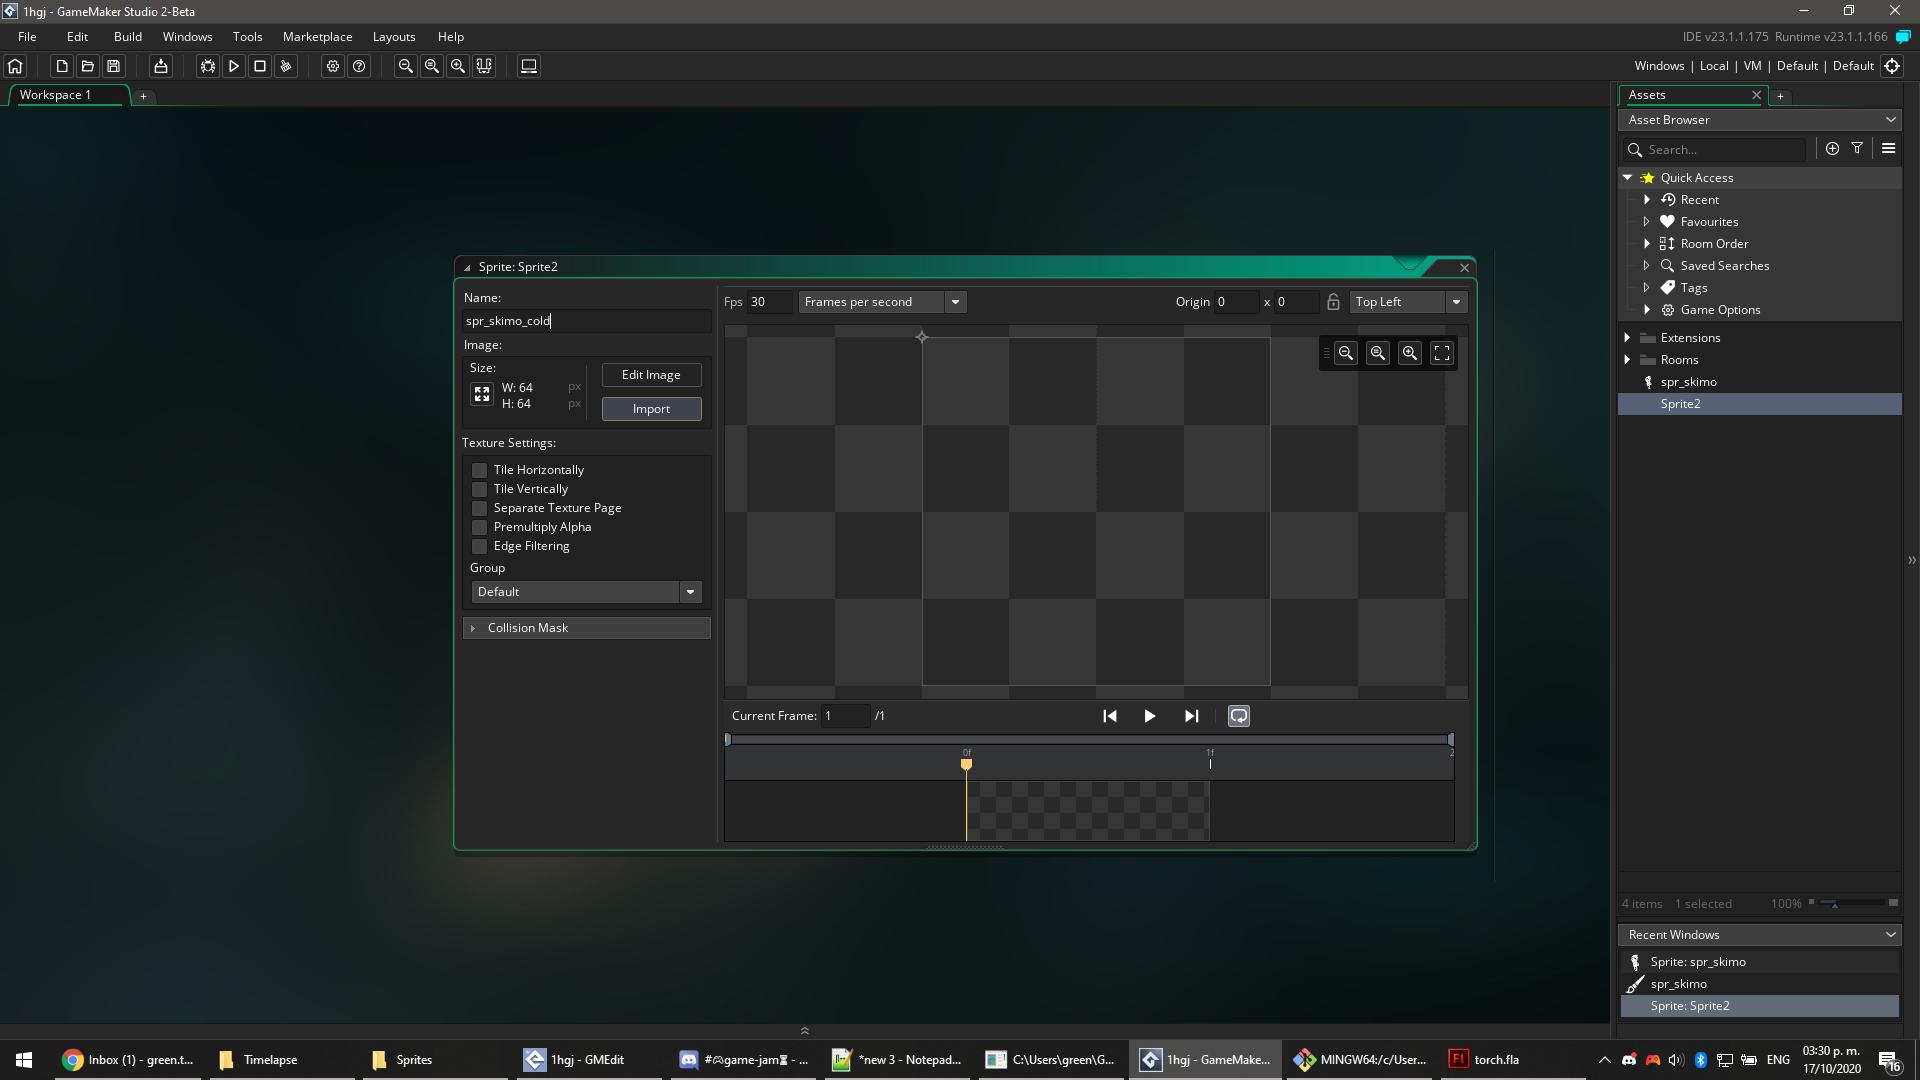 1hgj - GameMaker Studio 2-Beta
File Edit Build Windows Tools Marketplace Layouts Help
IDE v23.1.1.175 Runtime v23.1.1.166
Windows | Local | VM | Default | Default
Workspace 1 +
Assets +
Asset Browser
Search...
Quick Access
Recent
Favourites
Room Order
Saved Searches
Tags
Game Options
Extensions
Rooms
spr_skimo
Sprite2
4 items 1 selected 100%
Recent Windows
Sprite: spr_skimo
spr_skimo
Sprite: Sprite2
Sprite: Sprite2
Name:
spr_skimo_cold
Image:
Size:
W: 64 px
H: 64 px
Edit Image
Import
Texture Settings:
Tile Horizontally
Tile Vertically
Separate Texture Page
Premultiply Alpha
Edge Filtering
Group
Default
Collision Mask
Fps 30 Frames per second
Origin 0 x 0 Top Left
Current Frame: 1 /1
0f 1f 2
Inbox (1) - green.t...
Timelapse
Sprites
1hgj - GMEdit
#🎮game-jam⌛ - ...
*new 3 - Notepad...
C:\Users\green\G...
1hgj - GameMake...
MINGW64:/c/User...
Fl torch.fla
ENG
03:30 p. m.
17/10/2020
16